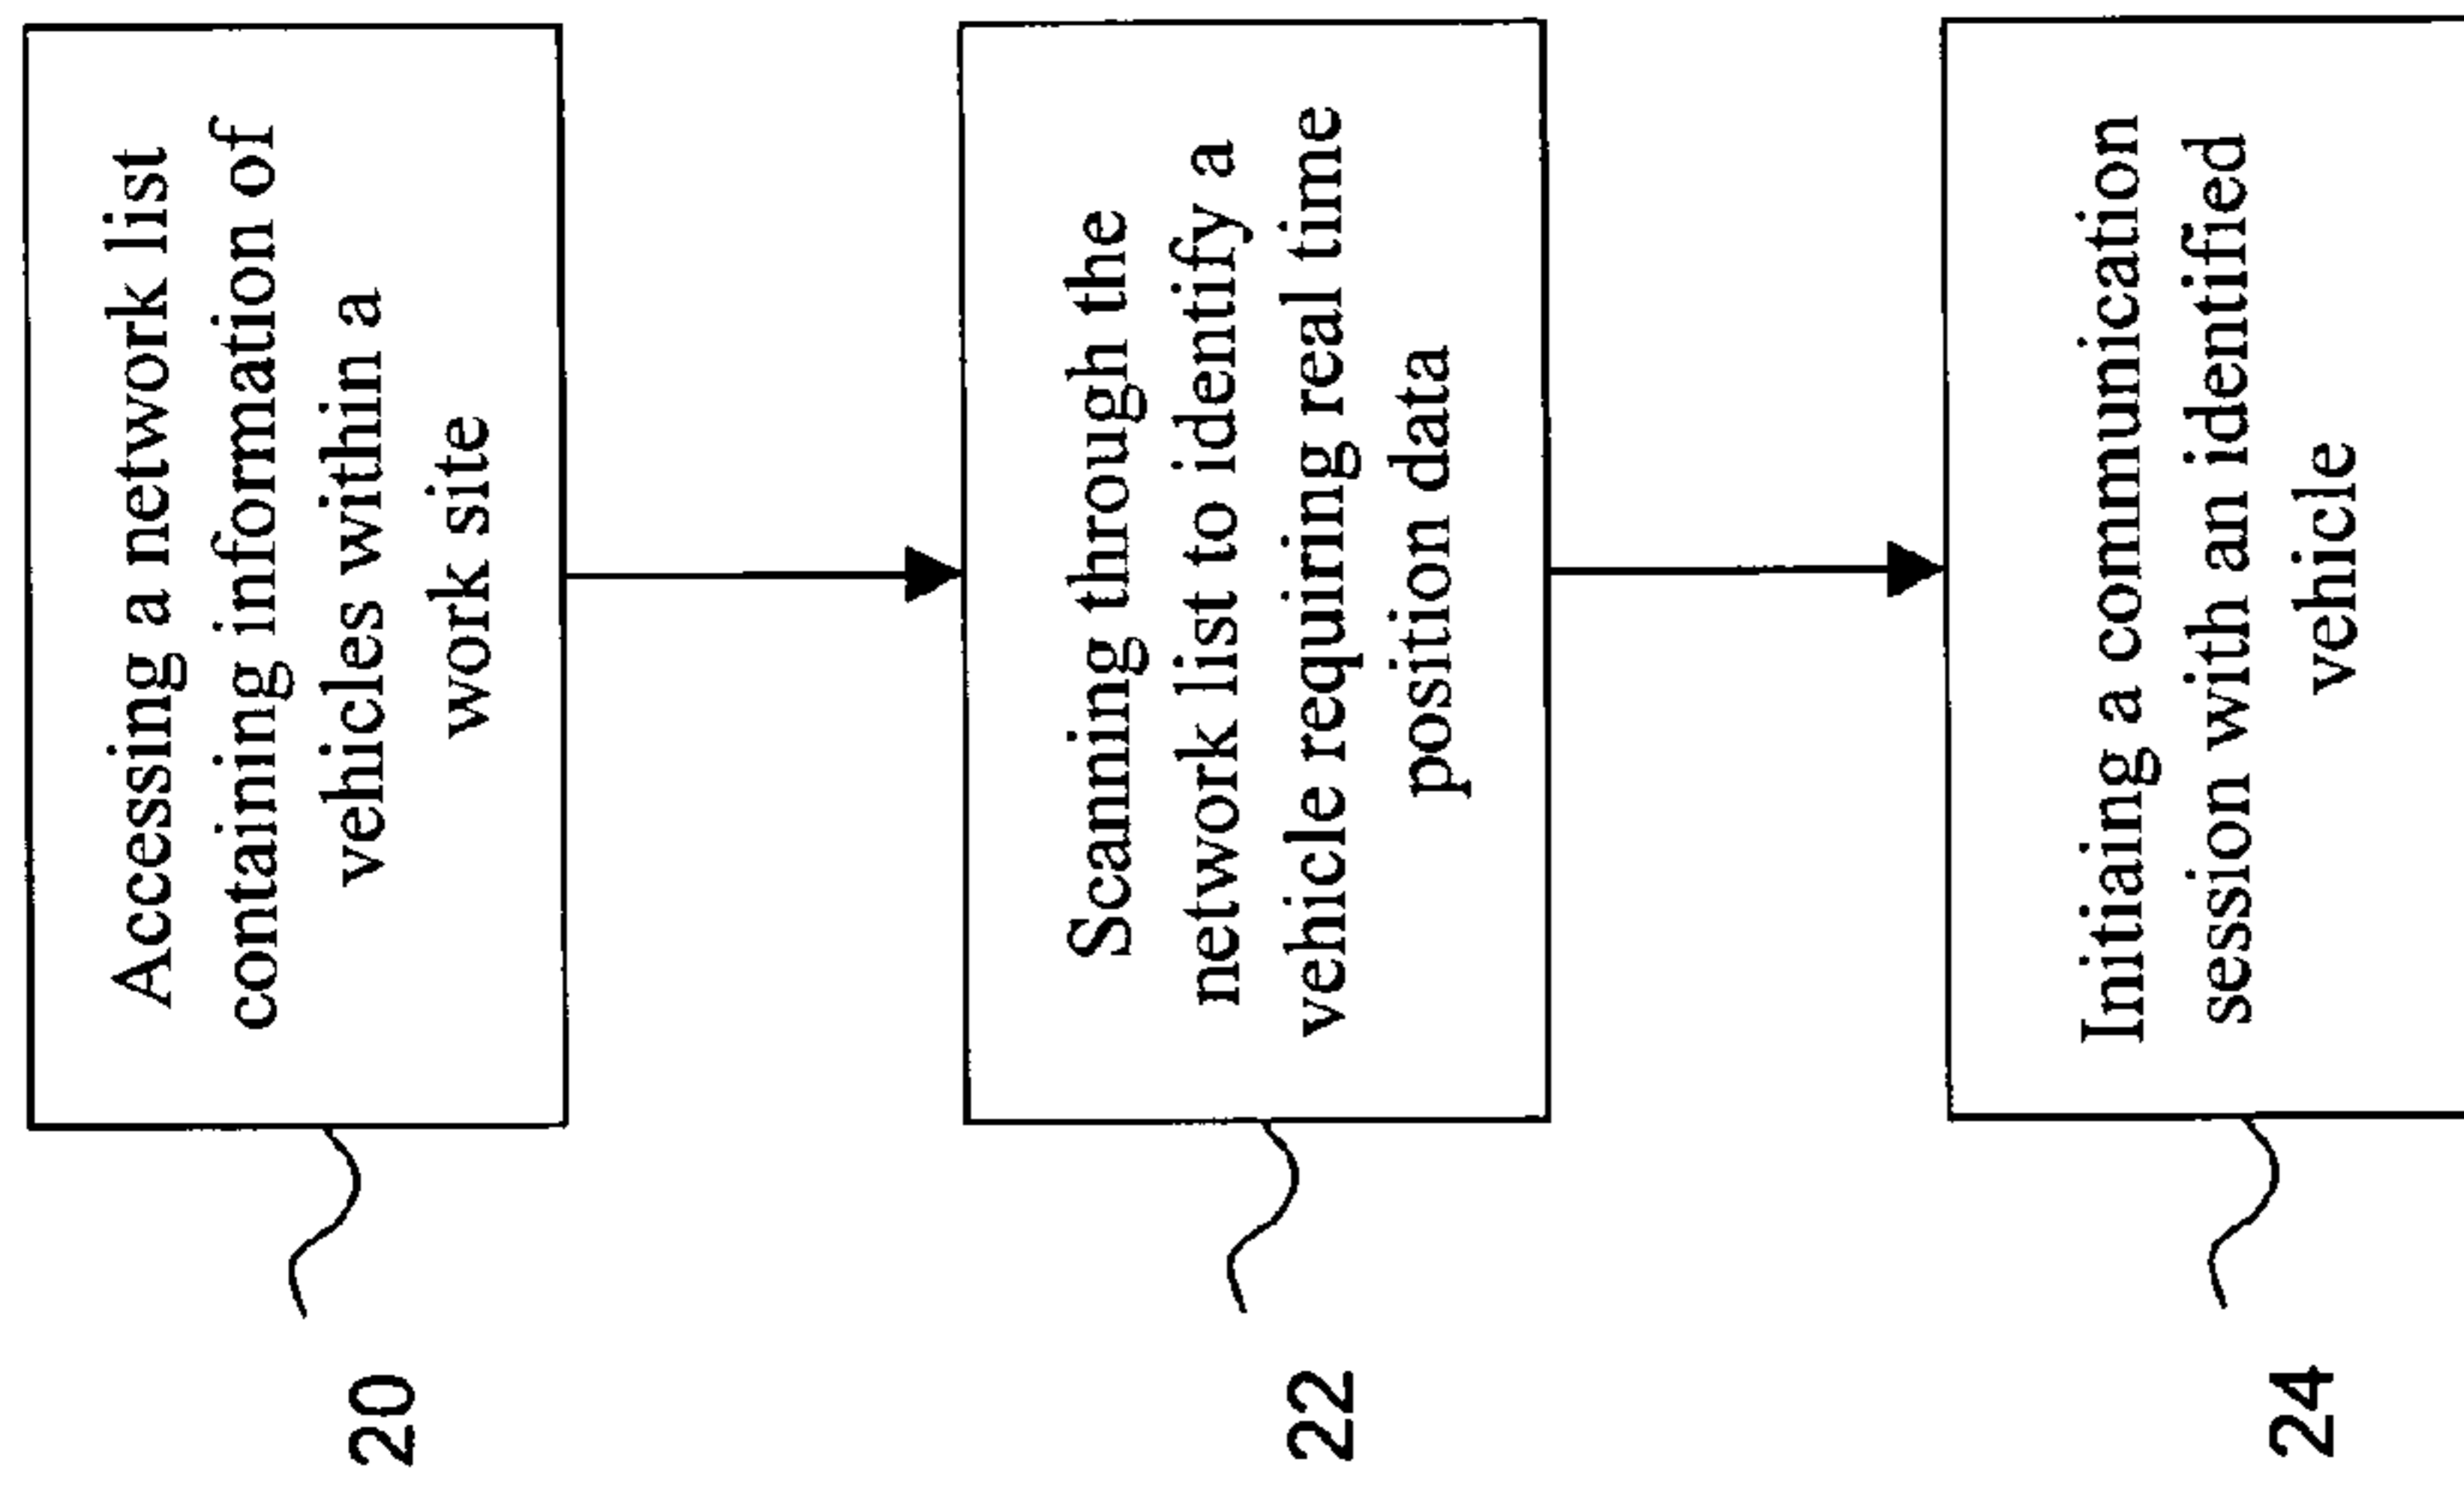 Accessing a network list
containing information of
vehicles within a
work site
20
Scanning through the
network list to identify a
vehicle requiring real time
position data
22
Initiaing a communication
session with an identified
vehicle
24